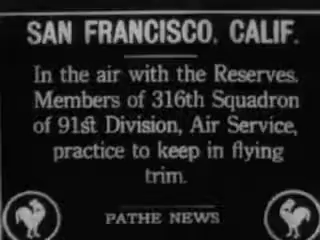 SAN FRANCISCO, CALIF.
In the air with the Reserves.
Members of 316th Squadron
of 91st Division, Air Service,
practice to keep in flying
trim.
PATHE NEWS